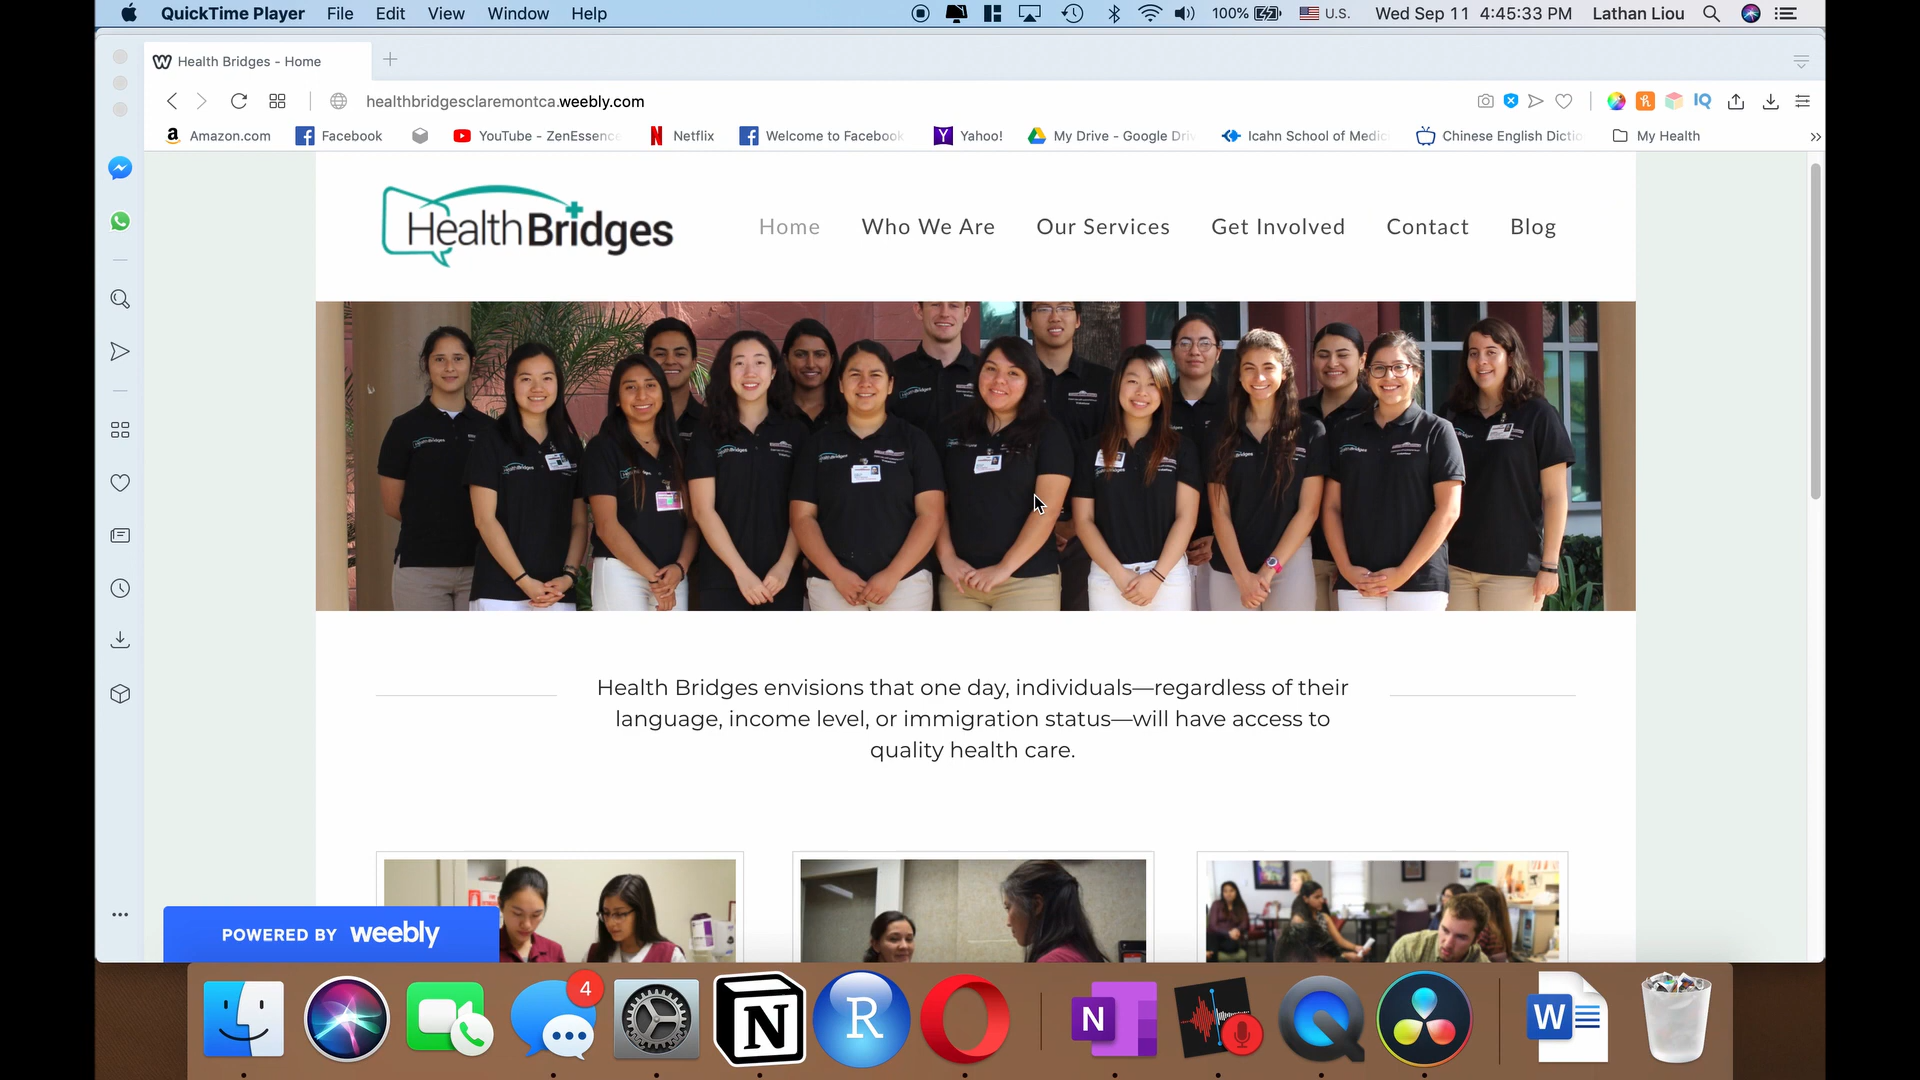 QuickTime Player File Edit View Window Help 100% U.S. Wed Sep 11 4:45:33 PM Lathan Liou
Health Bridges - Home
healthbridgesclaremontca.weebly.com
Amazon.com Facebook YouTube - ZenEssence Netflix Welcome to Facebook Yahoo! My Drive - Google Driv Icahn School of Medic Chinese English Dictio My Health
HealthBridges Home Who We Are Our Services Get Involved Contact Blog
Health Bridges envisions that one day, individuals—regardless of their
language, income level, or immigration status—will have access to
quality health care.
POWERED BY weebly
4
N R N W